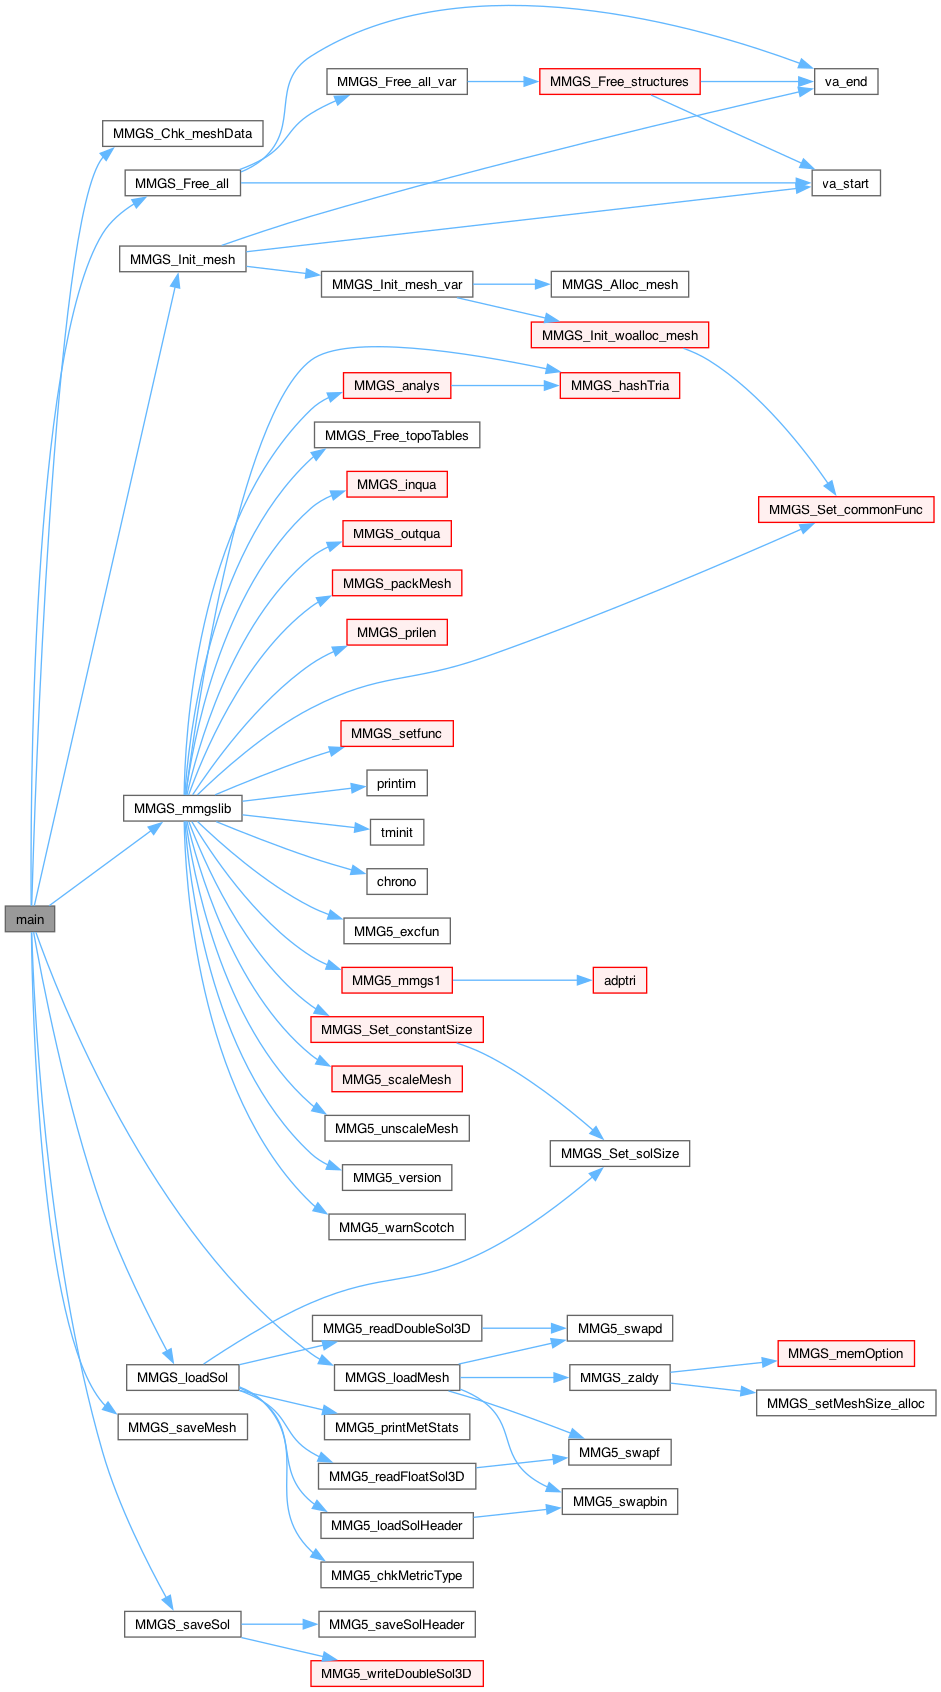 MMGS_Free_all_var
MMGS_Free_structures
va_end
MMGS_Chk_meshData
MMGS_Free_all
va_start
MMGS_Init_mesh
MMGS_Init_mesh_var
MMGS_Alloc_mesh
MMGS_Init_woalloc_mesh
MMGS_analys
MMGS_hashTria
MMGS_Free_topoTables
MMGS_inqua
MMGS_Set_commonFunc
MMGS_outqua
MMGS_packMesh
MMGS_prilen
MMGS_setfunc
printim
MMGS_mmgslib
tminit
chrono
main
MMG5_excfun
MMG5_mmgs1
adptri
MMGS_Set_constantSize
MMG5_scaleMesh
MMG5_unscaleMesh
MMGS_Set_solSize
MMG5_version
MMG5_warnScotch
MMG5_readDoubleSol3D
MMG5_swapd
MMGS_memOption
MMGS_loadSol
MMGS_loadMesh
MMGS_zaldy
MMGS_setMeshSize_alloc
MMGS_saveMesh
MMG5_printMetStats
MMG5_swapf
MMG5_readFloatSol3D
MMG5_swapbin
MMG5_loadSolHeader
MMG5_chkMetricType
MMGS_saveSol
MMG5_saveSolHeader
MMG5_writeDoubleSol3D